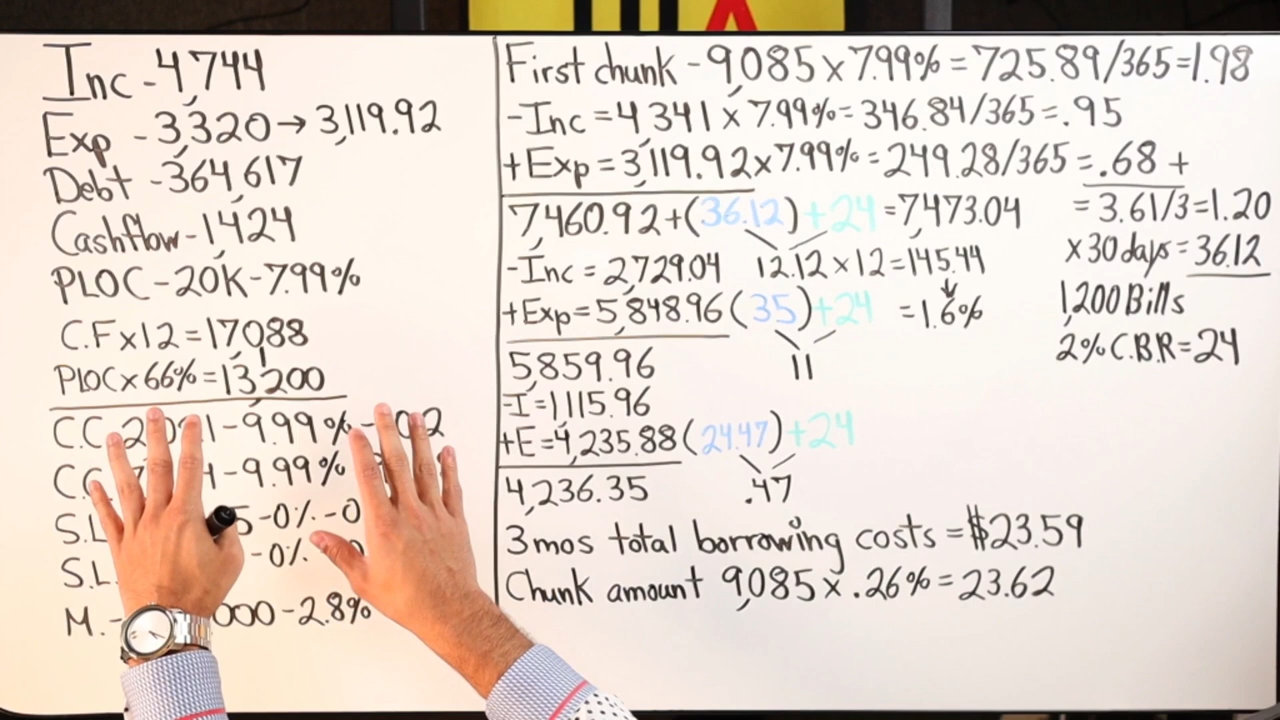 Inc - 4,744
Exp - 3,320 → 3,119.92
Debt - 364,617
Cashflow - 1,424
PLOC - 20K - 7.99%
C.F x 12 = 17,088
PLOC x 66% = 13,200
C.C. - 9.99%
- 9.99%
S.L. - 0% - 0
S.L. - 0%
M. - 000 - 2.8%
First chunk - 9,085 x 7.99% = 725.89/365 = 1.98
- Inc = 4,341 x 7.99% = 346.84/365 = .95
+ Exp = 3,119.92 x 7.99% = 249.28/365 = .68 +
7,460.92 + (36.12) + 24 = 7,473.04
= 3.61/3 = 1.20
- Inc = 2,729.04
12.12 x 12 = 145.44
x 30 days = 36.12
+ Exp = 5,848.96 (35) + 24 = 1.6%
1,200 Bills
5,859.96
11
2% C.B.R = 24
- I = 1115.96
+ E = 4,235.88 (24.47) + 24
4,236.35
.47
3 mos total borrowing costs = $23.59
Chunk amount 9,085 x .26% = 23.62